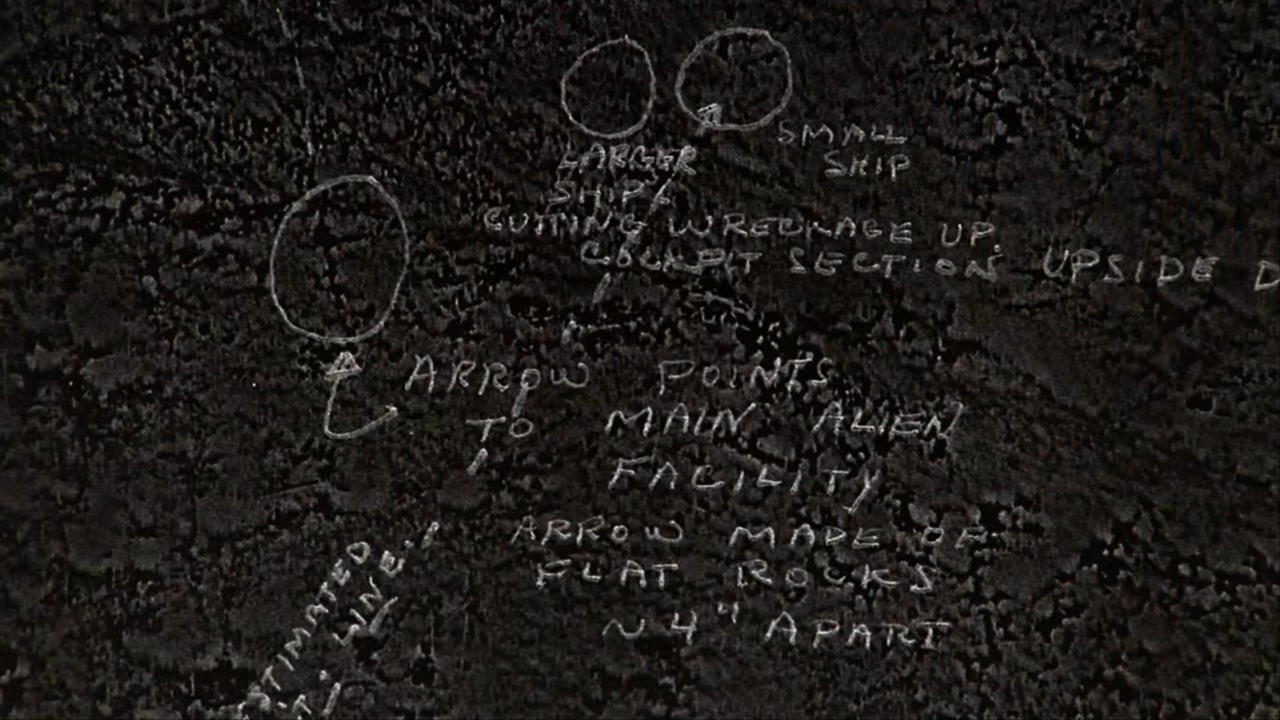 SMALL
SHIP
LARGER
SHIP
CUTTING WRECKAGE UP.
COCKPIT SECTION UPSIDE D
ARROW POINTS
TO MAIN ALIEN
FACILITY
ARROW MADE OF
FLAT ROCKS
~ 4" APART
STIMATED
LINE